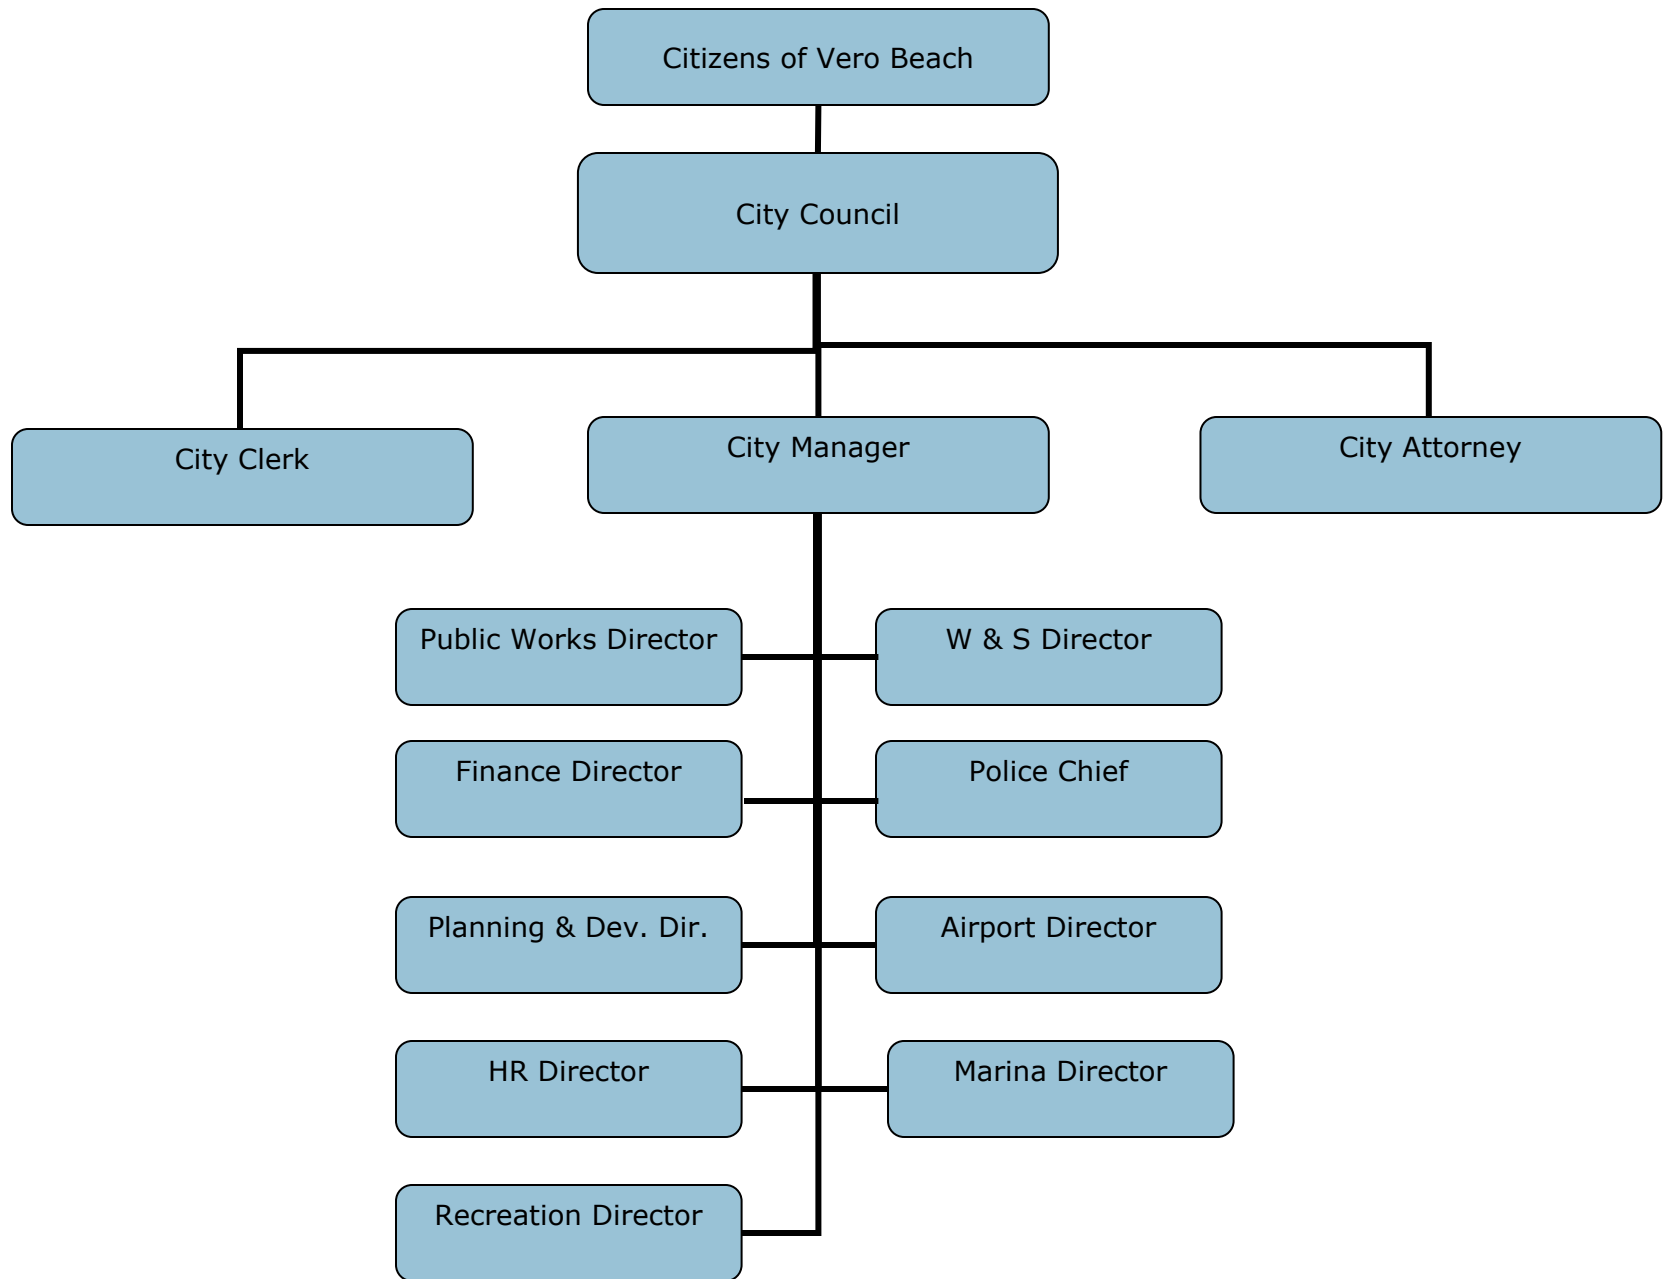 Citizens of Vero Beach
City Council
City Clerk
City Manager
City Attorney
Public Works Director
W & S Director
Finance Director
Police Chief
Planning & Dev. Dir.
Airport Director
HR Director
Marina Director
Recreation Director